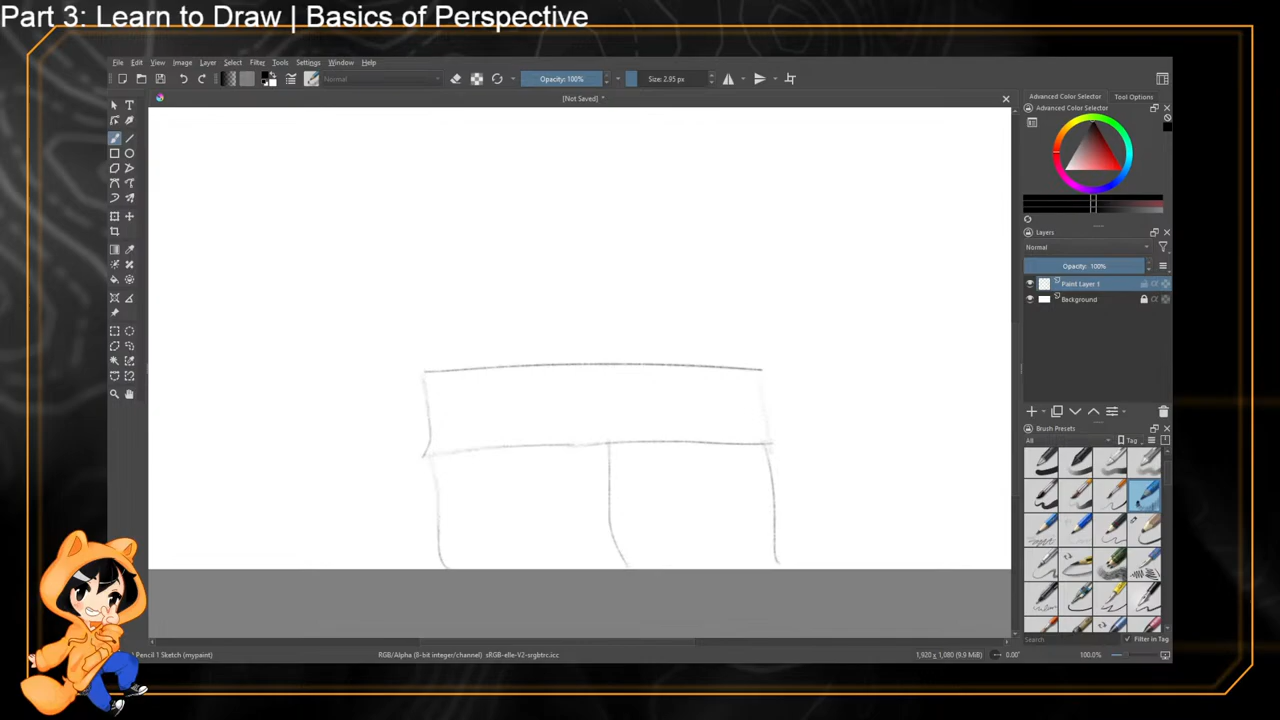 Part 3: Learn to Draw | Basics of Perspective
File Edit View Image Layer Select Filter Tools Settings Window Help
Normal
Opacity: 100%
Size: 2.95 px
[Not Saved] *
Advanced Color Selector
Tool Options
Advanced Color Selector
Layers
Normal
Opacity: 100%
Paint Layer 1
Background
Brush Presets
All
Tag
Search
Filter in Tag
Pencil 1 Sketch (mypaint)
RGB/Alpha (8-bit integer/channel) sRGB-elle-V2-srgbtrc.icc
1,920 x 1,080 (9.9 MiB)
0.00°
100.0%